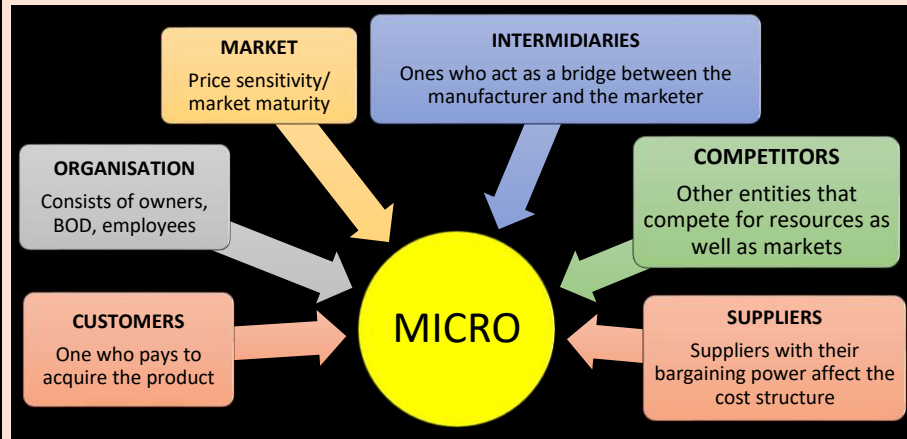 MARKET
Price sensitivity/
market maturity
INTERMIDIARIES
Ones who act as a bridge between the
manufacturer and the marketer
ORGANISATION
Consists of owners,
BOD, employees
COMPETITORS
Other entities that
compete for resources as
well as markets
CUSTOMERS
One who pays to
acquire the product
MICRO
SUPPLIERS
Suppliers with their
bargaining power affect the
cost structure